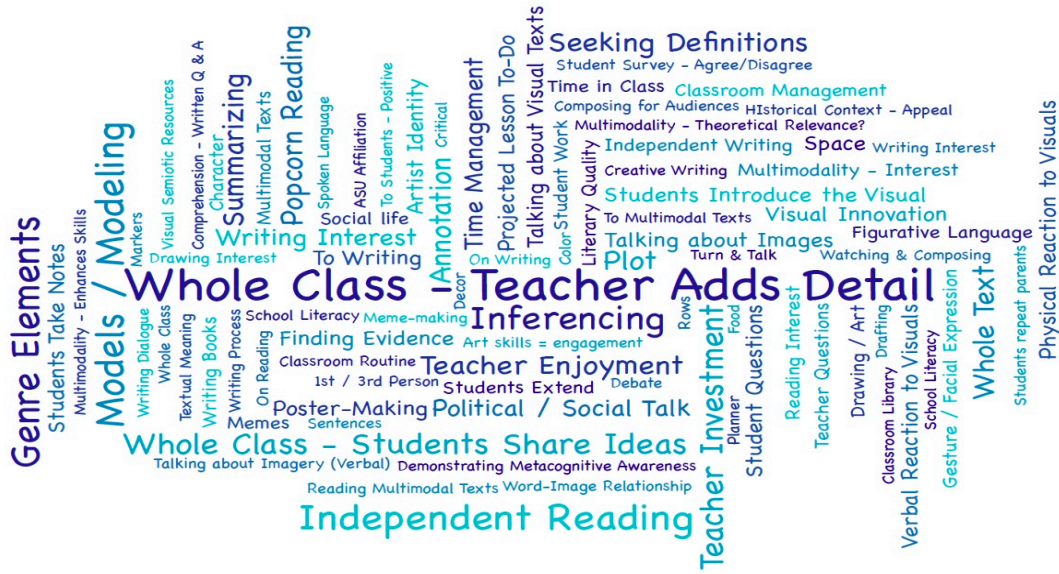 Genre Elements
Students Take Notes
Multimodality - Enhances Skills
Models / Modeling
Markers
Visual Semiotic Resources
Comprehension - Written Q & A
Character
Summarizing
Multimodal Texts
Popcorn Reading
Spoken Language
ASU Affiliation
To Students - Positive
Artist Identity
Critical
Annotation
Time Management
Projected Lesson To-Do
Talking about Visual Texts
Seeking Definitions
Student Survey - Agree/Disagree
Time in Class
Classroom Management
Composing for Audiences
HIstorical Context - Appeal
Multimodality - Theoretical Relevance?
Student Work
Color
Literary Quality
Independent Writing
Space
Writing Interest
Creative Writing
Multimodality - Interest
Students Introduce the Visual
To Multimodal Texts
Visual Innovation
Talking about Images
Figurative Language
Plot
Turn & Talk
Watching & Composing
Physical Reaction to Visuals
Social life
Writing Interest
Drawing Interest
To Writing
On Writing
Whole Class - Teacher Adds Detail
Decor
Writing Dialogue
Whole Class
Textual Meaning
Writing Books
Writing Process
School Literacy
Meme-making
Inferencing
Rows
On Reading
Finding Evidence
Art skills = engagement
Classroom Routine
Teacher Enjoyment
1st / 3rd Person
Students Extend
Debate
Poster-Making
Political / Social Talk
Memes
Sentences
Whole Class - Students Share Ideas
Talking about Imagery (Verbal)
Demonstrating Metacognitive Awareness
Reading Multimodal Texts
Word-Image Relationship
Independent Reading
Teacher Investment
Food
Planner
Student Questions
Reading Interest
Teacher Questions
Drawing / Art
Drafting
Classroom Library
Verbal Reaction to Visuals
School Literacy
Gesture / Facial Expression
Whole Text
Students repeat parents